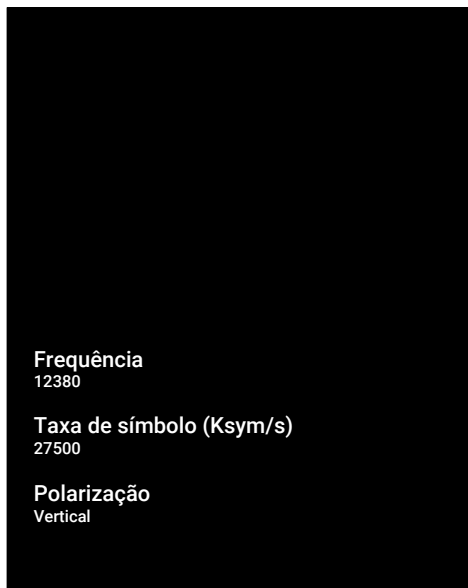 Frequência
12380
Taxa de símbolo (Ksym/s)
27500
Polarização
Vertical